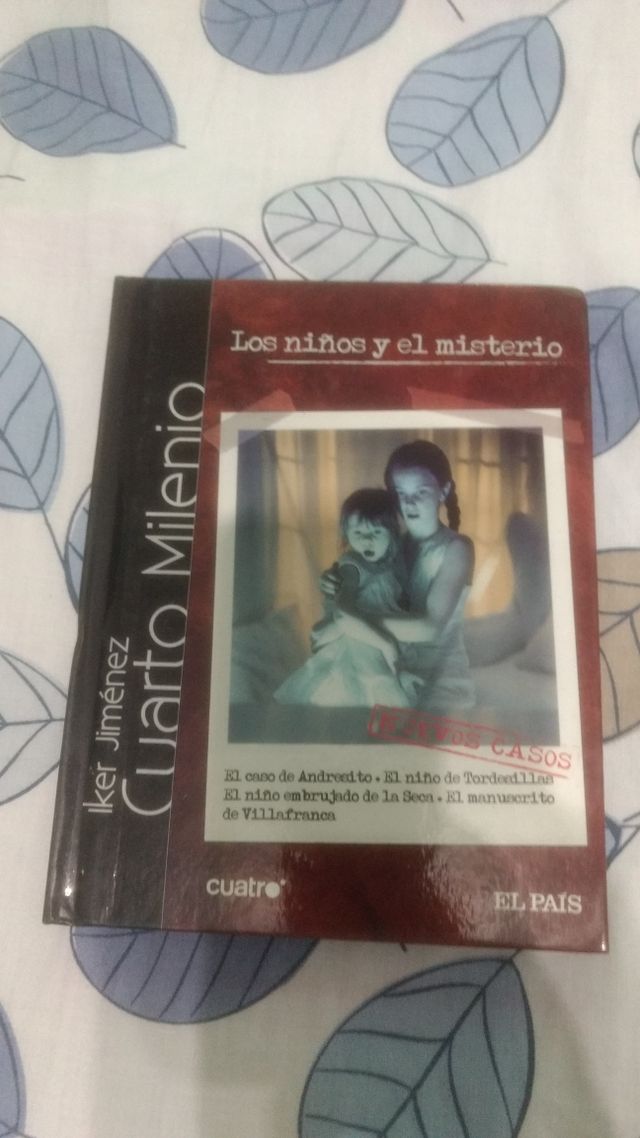 Los niños y el misterio
Iker Jiménez
Cuarto Milenio
NUEVOS CASOS
El caso de Andresito • El niño de Tordesillas
El niño embrujado de la Seca • El manuscrito
de Villafranca
cuatro
EL PAÍS